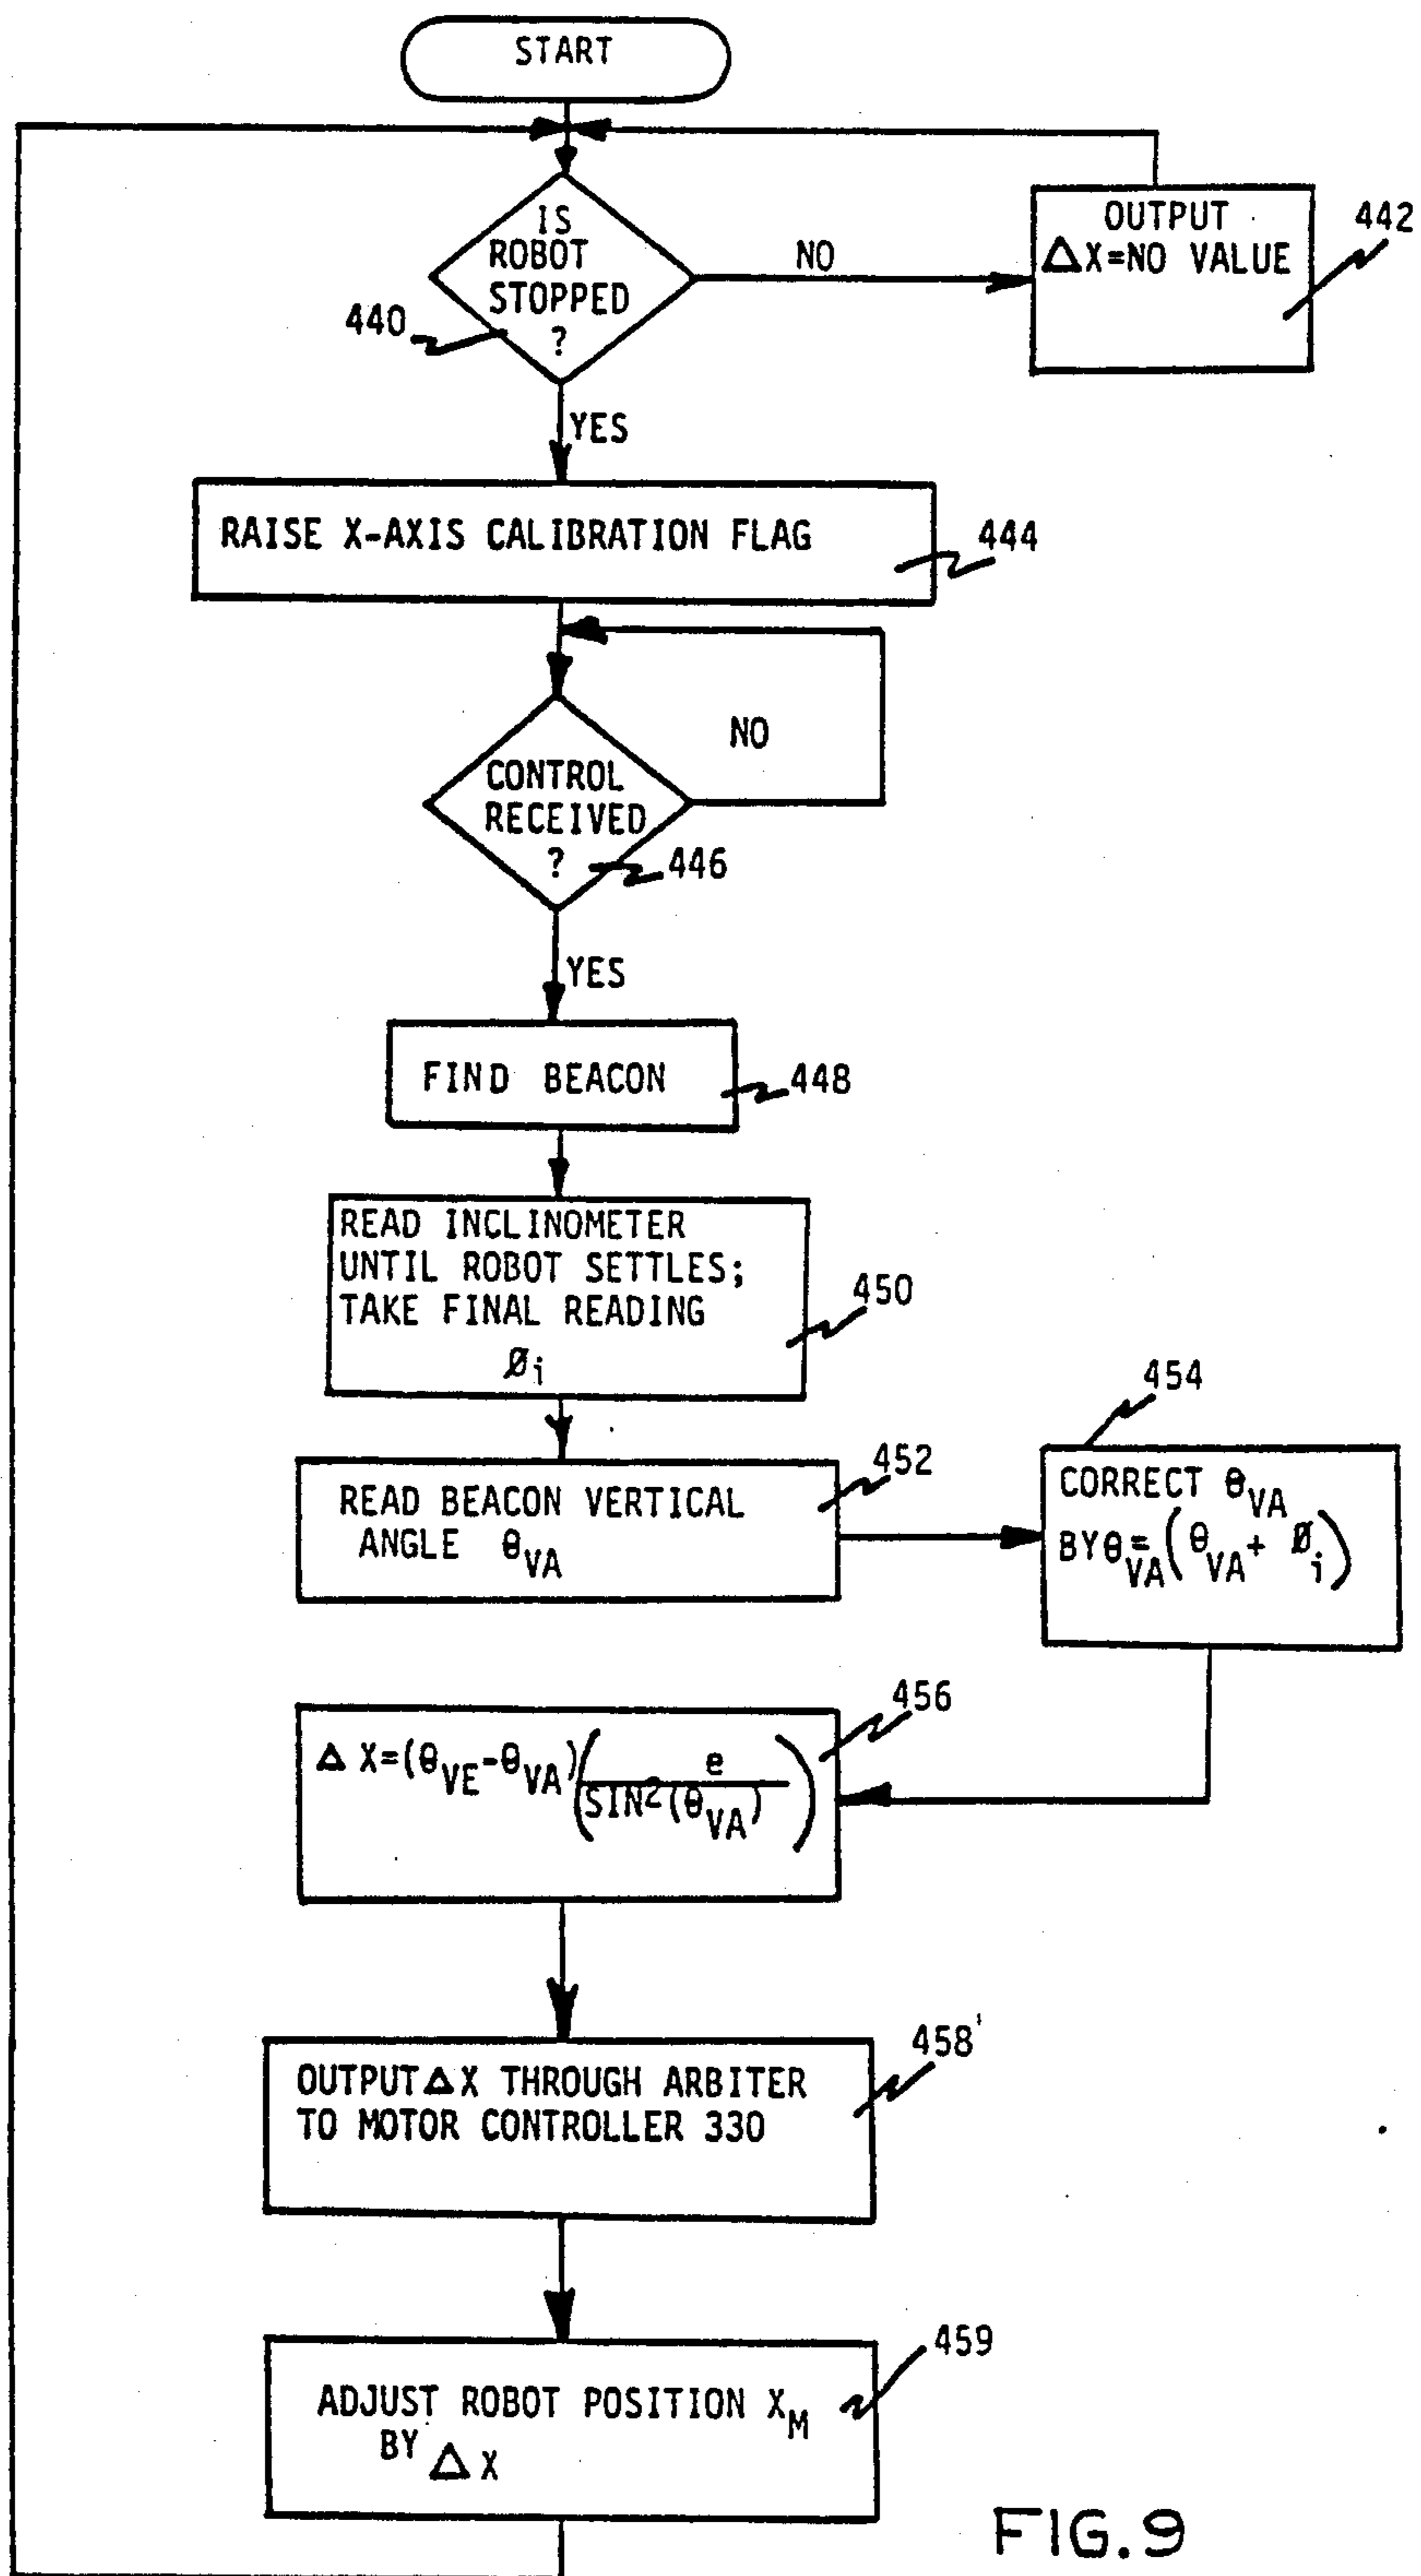 START
IS
ROBOT
STOPPED
?
440
NO
OUTPUT
ΔX=NO VALUE
442
YES
RAISE X-AXIS CALIBRATION FLAG
444
NO
CONTROL
RECEIVED
?
446
YES
FIND BEACON
448
READ INCLINOMETER
UNTIL ROBOT SETTLES;
TAKE FINAL READING
Øi
450
READ BEACON VERTICAL
ANGLE θVA
452
454
CORRECT θVA
BY θVA=(θVA+ Øi)
456
Δ X=(θVE-θVA)(e/SIN²(θVA))
OUTPUT ΔX THROUGH ARBITER
TO MOTOR CONTROLLER 330
458'
ADJUST ROBOT POSITION XM
BY Δ X
459
FIG.9